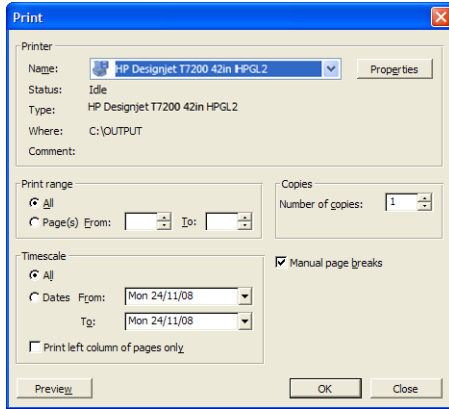 Print
Printer
Name: HP Designjet T7200 42in HPGL2 Properties
Status: Idle
Type: HP Designjet T7200 42in HPGL2
Where: C:\OUTPUT
Comment:
Print range
All
Page(s) From: To:
Copies
Number of copies: 1
Timescale
All
Dates From: Mon 24/11/08
To: Mon 24/11/08
Print left column of pages only
Manual page breaks
Preview OK Close